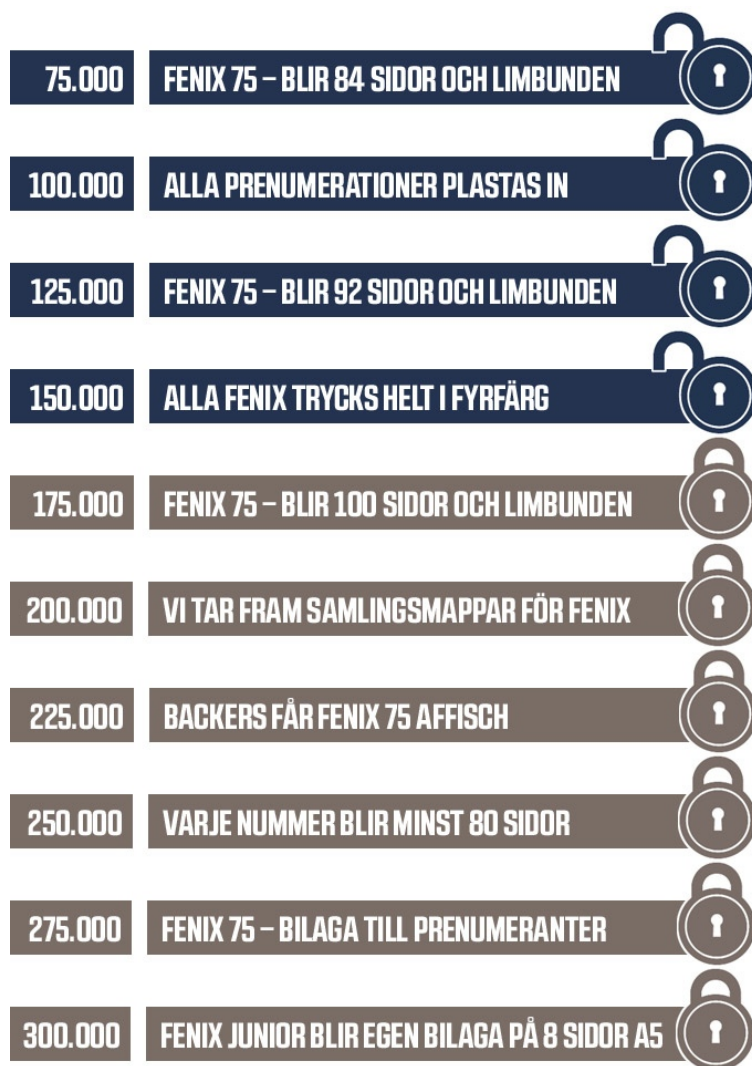 75.000 FENIX 75 – BLIR 84 SIDOR OCH LIMBUNDEN
100.000 ALLA PRENUMERATIONER PLASTAS IN
125.000 FENIX 75 – BLIR 92 SIDOR OCH LIMBUNDEN
150.000 ALLA FENIX TRYCKS HELT I FYRFÄRG
175.000 FENIX 75 – BLIR 100 SIDOR OCH LIMBUNDEN
200.000 VI TAR FRAM SAMLINGSMAPPAR FÖR FENIX
225.000 BACKERS FÅR FENIX 75 AFFISCH
250.000 VARJE NUMMER BLIR MINST 80 SIDOR
275.000 FENIX 75 – BILAGA TILL PRENUMERANTER
300.000 FENIX JUNIOR BLIR EGEN BILAGA PÅ 8 SIDOR A5